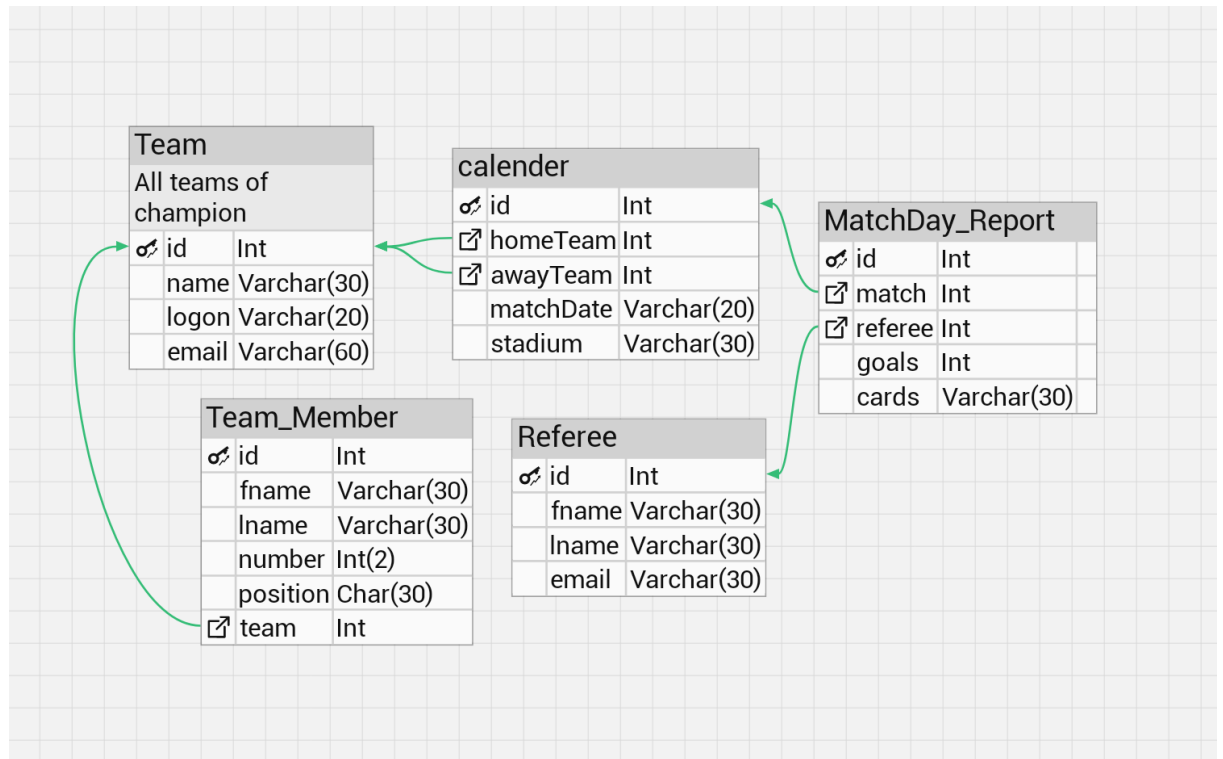 Team
All teams of
champion
id Int
name Varchar(30)
logon Varchar(20)
email Varchar(60)
calender
id Int
homeTeam Int
awayTeam Int
matchDate Varchar(20)
stadium Varchar(30)
MatchDay_Report
id Int
match Int
referee Int
goals Int
cards Varchar(30)
Team_Member
id Int
fname Varchar(30)
lname Varchar(30)
number Int(2)
position Char(30)
team Int
Referee
id Int
fname Varchar(30)
lname Varchar(30)
email Varchar(30)